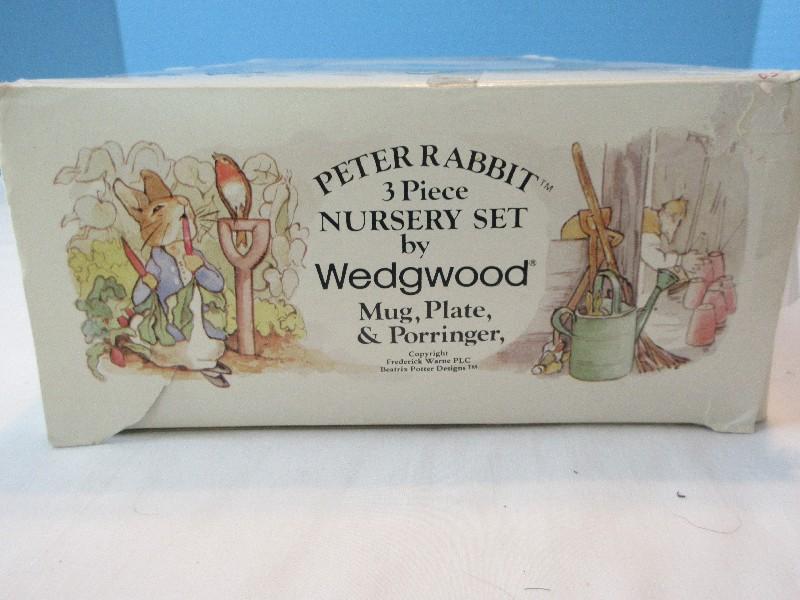 PETER RABBIT™
3 Piece
NURSERY SET
by
Wedgwood®
Mug, Plate,
& Porringer,
Copyright
Frederick Warne PLC
Beatrix Potter Designs™